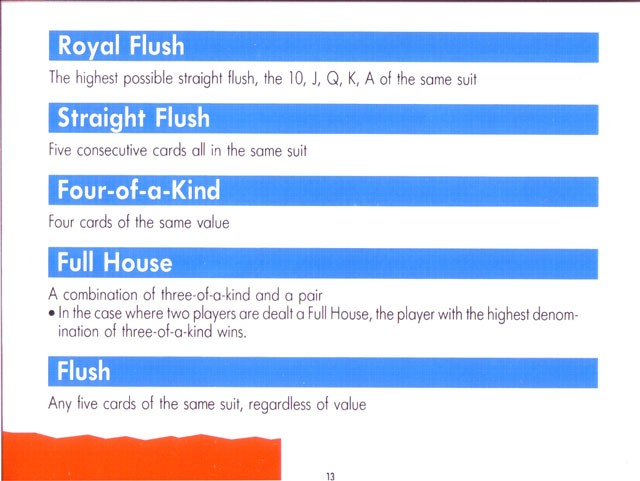 Royal Flush
The highest possible straight flush, the 10, J, Q, K, A of the same suit
Straight Flush
Five consecutive cards all in the same suit
Four-of-a-Kind
Four cards of the same value
Full House
A combination of three-of-a-kind and a pair
• In the case where two players are dealt a Full House, the player with the highest denom-
ination of three-of-a-kind wins.
Flush
Any five cards of the same suit, regardless of value
13